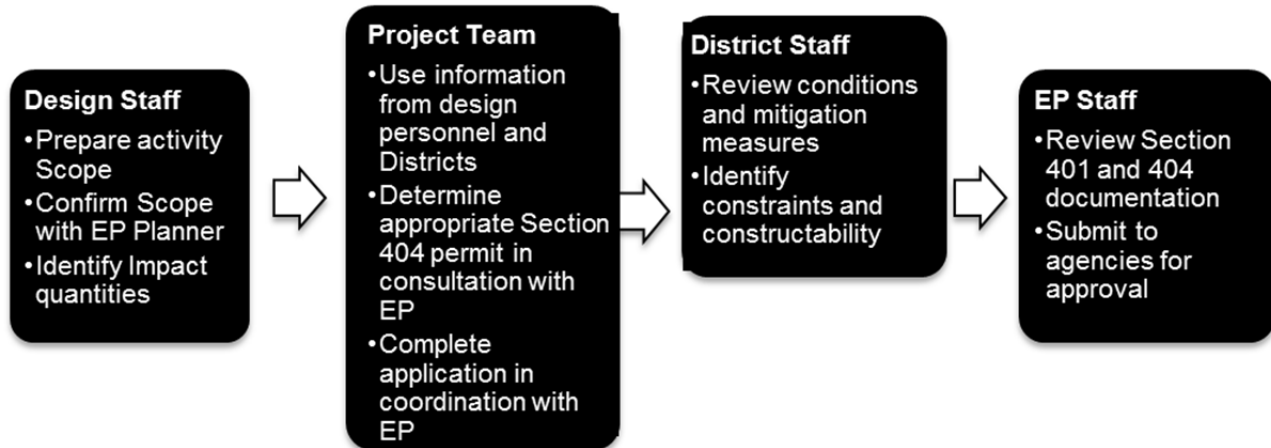 Design Staff
•Prepare activity
Scope
•Confirm Scope
with EP Planner
•Identify Impact
quantities
Project Team
•Use information
from design
personnel and
Districts
•Determine
appropriate Section
404 permit in
consultation with
EP
•Complete
application in
coordination with
EP
District Staff
•Review conditions
and mitigation
measures
•Identify
constraints and
constructability
EP Staff
•Review Section
401 and 404
documentation
•Submit to
agencies for
approval